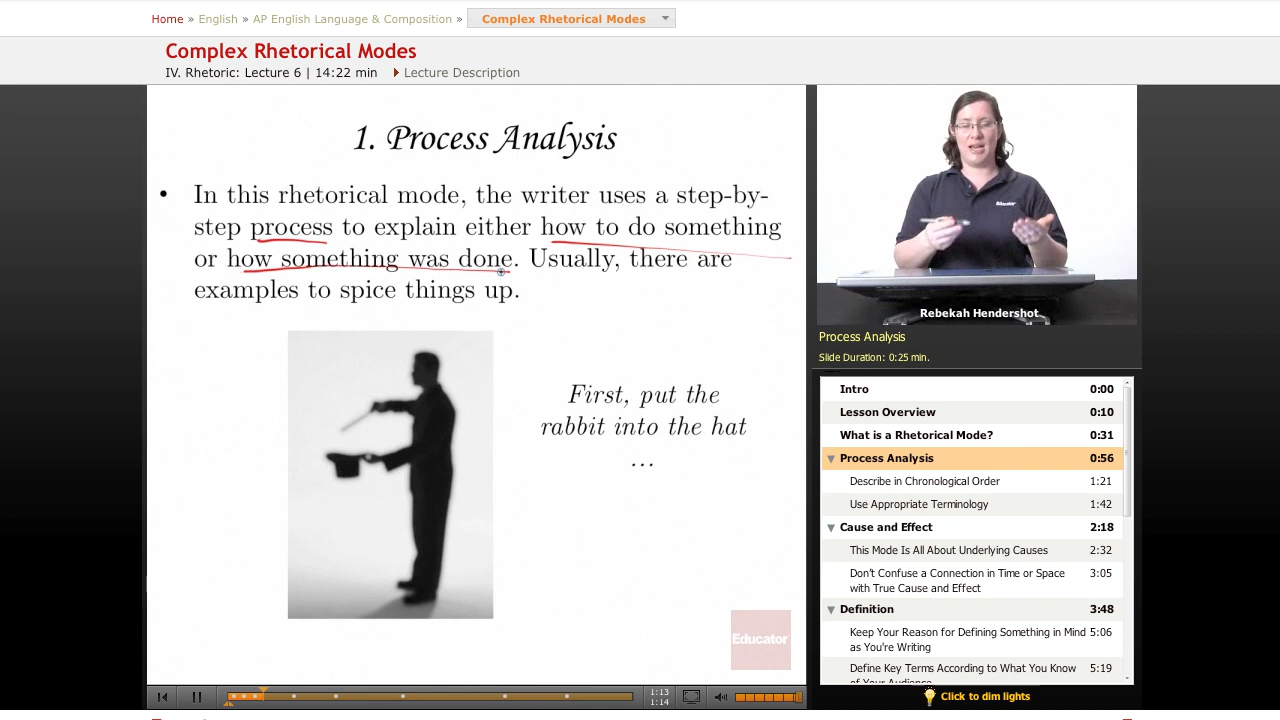 Home » English » AP English Language & Composition » Complex Rhetorical Modes
Complex Rhetorical Modes
IV. Rhetoric: Lecture 6 | 14:22 min Lecture Description
1. Process Analysis
• In this rhetorical mode, the writer uses a step-by-
step process to explain either how to do something
or how something was done. Usually, there are
examples to spice things up.
First, put the
rabbit into the hat
...
Educator
Educator
Rebekah Hendershot
Process Analysis
Slide Duration: 0:25 min.
Intro 0:00
Lesson Overview 0:10
What is a Rhetorical Mode? 0:31
Process Analysis 0:56
Describe in Chronological Order 1:21
Use Appropriate Terminology 1:42
Cause and Effect 2:18
This Mode Is All About Underlying Causes 2:32
Don't Confuse a Connection in Time or Space 3:05
with True Cause and Effect
Definition 3:48
Keep Your Reason for Defining Something in Mind 5:06
as You're Writing
Define Key Terms According to What You Know 5:19
of Your Audience
1:13
1:14
Click to dim lights